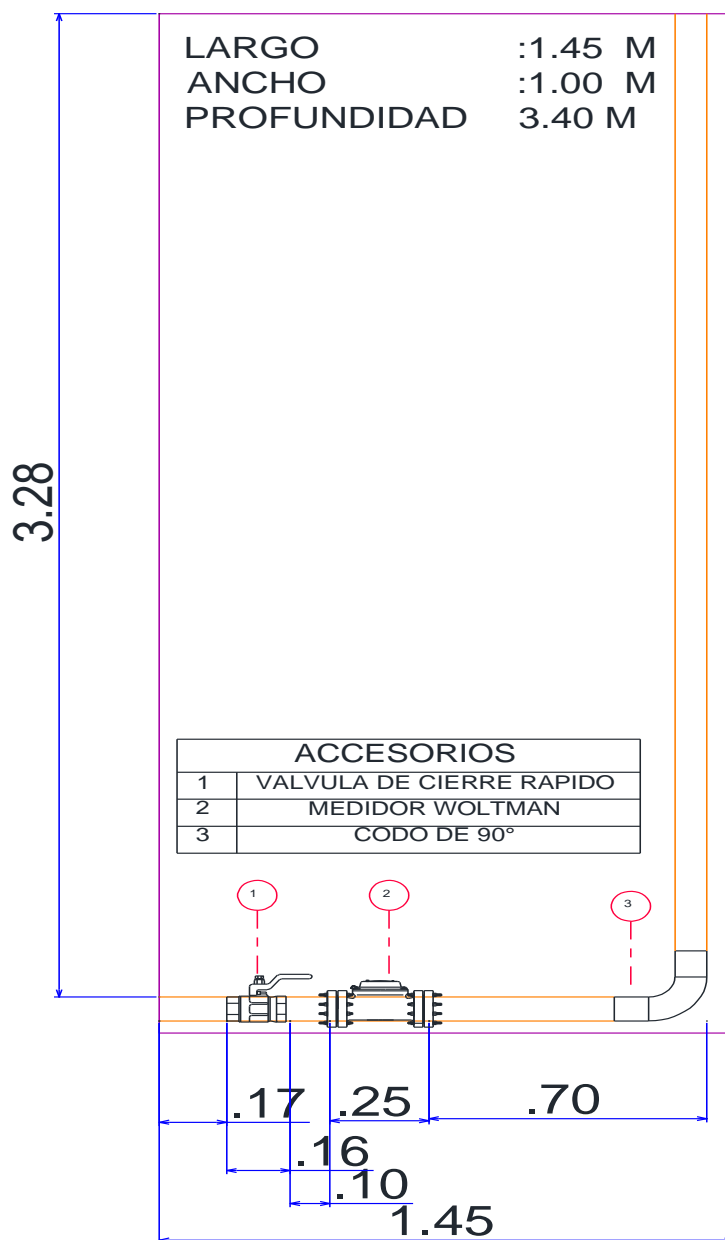 LARGO :1.45 M
ANCHO :1.00 M
PROFUNDIDAD 3.40 M
3.28
ACCESORIOS
1 VALVULA DE CIERRE RAPIDO
2 MEDIDOR WOLTMAN
3 CODO DE 90°
1
2
3
.17
.25
.70
.16
.10
1.45